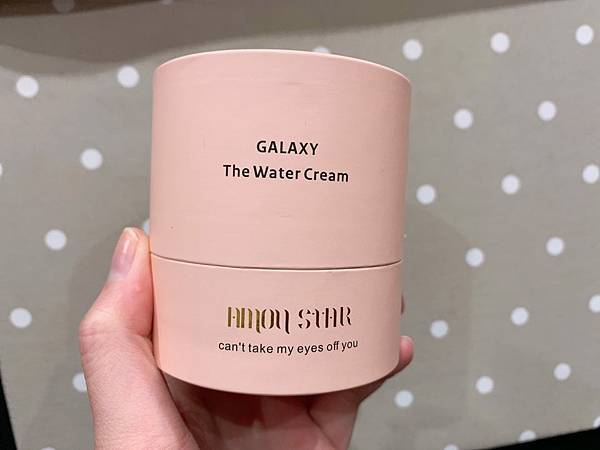 GALAXY
The Water Cream
AMON STAR
can't take my eyes off you